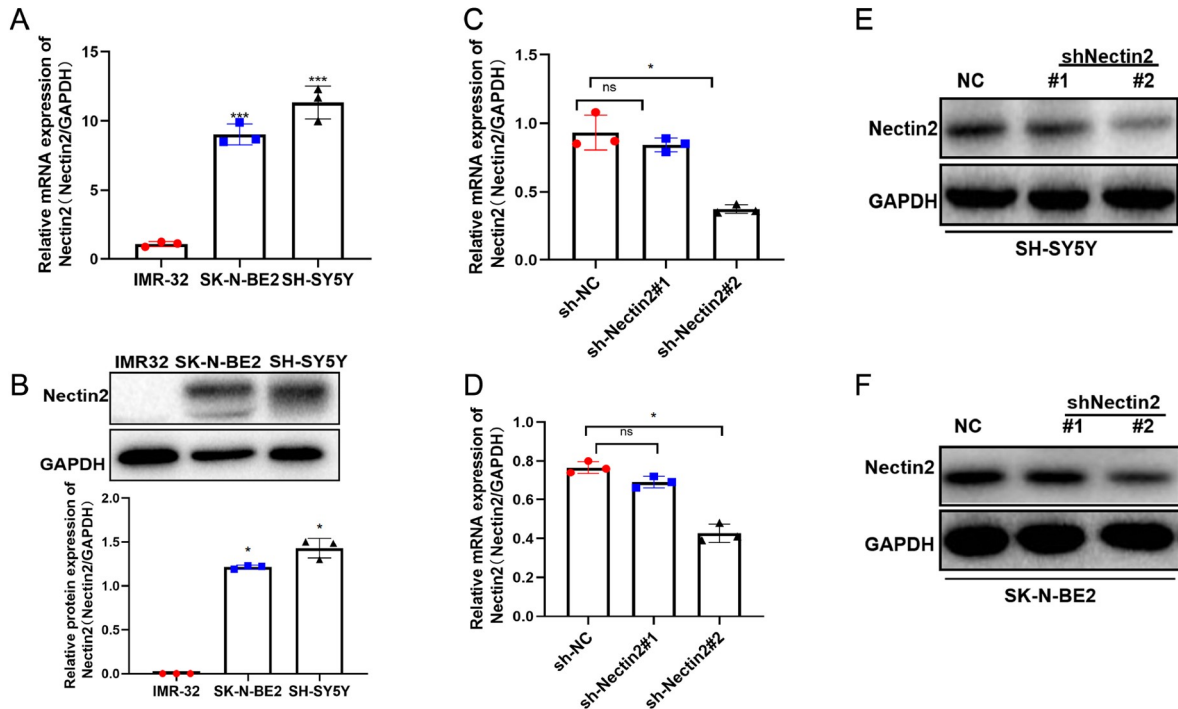 A
Relative mRNA expression of
Nectin2（Nectin2/GAPDH）
15
10
5
0
***
***
IMR-32 SK-N-BE2 SH-SY5Y
B
IMR32 SK-N-BE2 SH-SY5Y
Nectin2
GAPDH
Relative protein expression of
Nectin2（Nectin2/GAPDH）
2.0
1.5
1.0
0.5
0.0
*
*
IMR-32 SK-N-BE2 SH-SY5Y
C
Relative mRNA expression of
Nectin2（Nectin2/GAPDH）
1.5
1.0
0.5
0.0
*
ns
sh-NC
sh-Nectin2#1
sh-Nectin2#2
D
Relative mRNA expression of
Nectin2（Nectin2/GAPDH）
1.0
0.8
0.6
0.4
0.2
0.0
*
ns
sh-NC
sh-Nectin2#1
sh-Nectin2#2
E
shNectin2
NC #1 #2
Nectin2
GAPDH
SH-SY5Y
F
shNectin2
NC #1 #2
Nectin2
GAPDH
SK-N-BE2